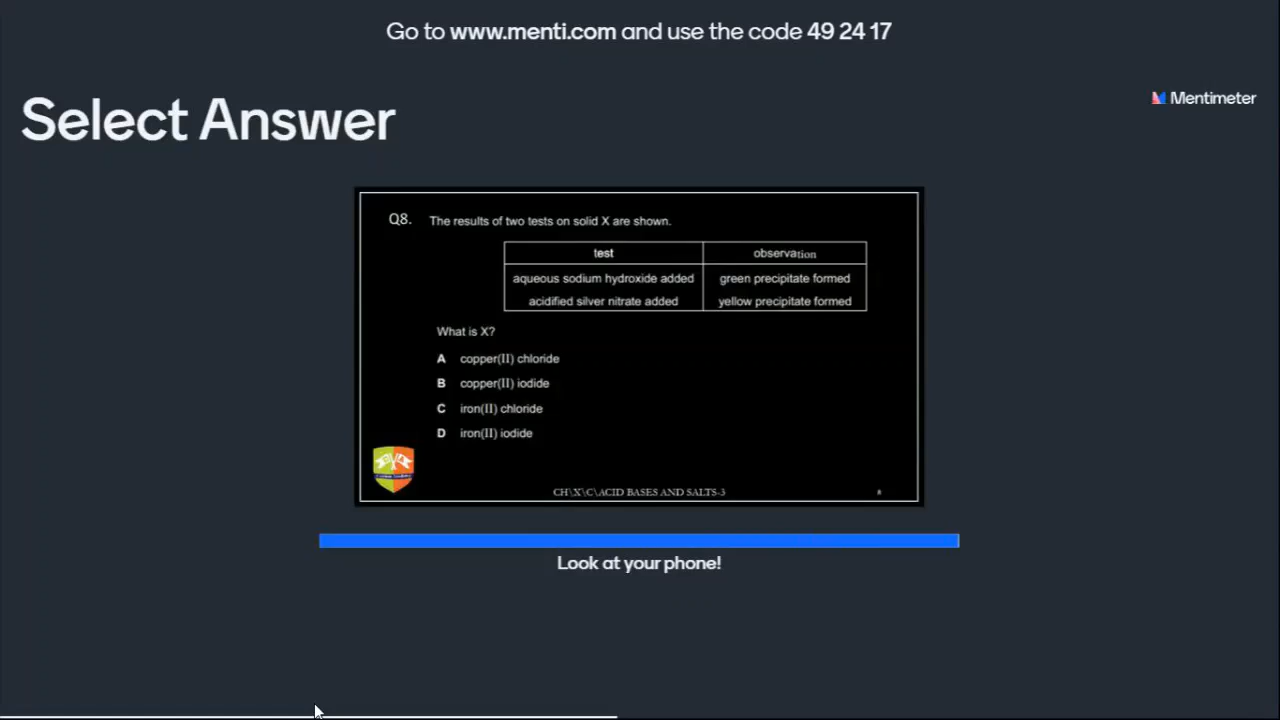 Go to www.menti.com and use the code 49 24 17
Select Answer
Mentimeter
Q8. The results of two tests on solid X are shown.
test observation
aqueous sodium hydroxide added green precipitate formed
acidified silver nitrate added yellow precipitate formed
What is X?
A copper(II) chloride
B copper(II) iodide
C iron(II) chloride
D iron(II) iodide
CH\X\C\ACID BASES AND SALTS-3 8
Look at your phone!